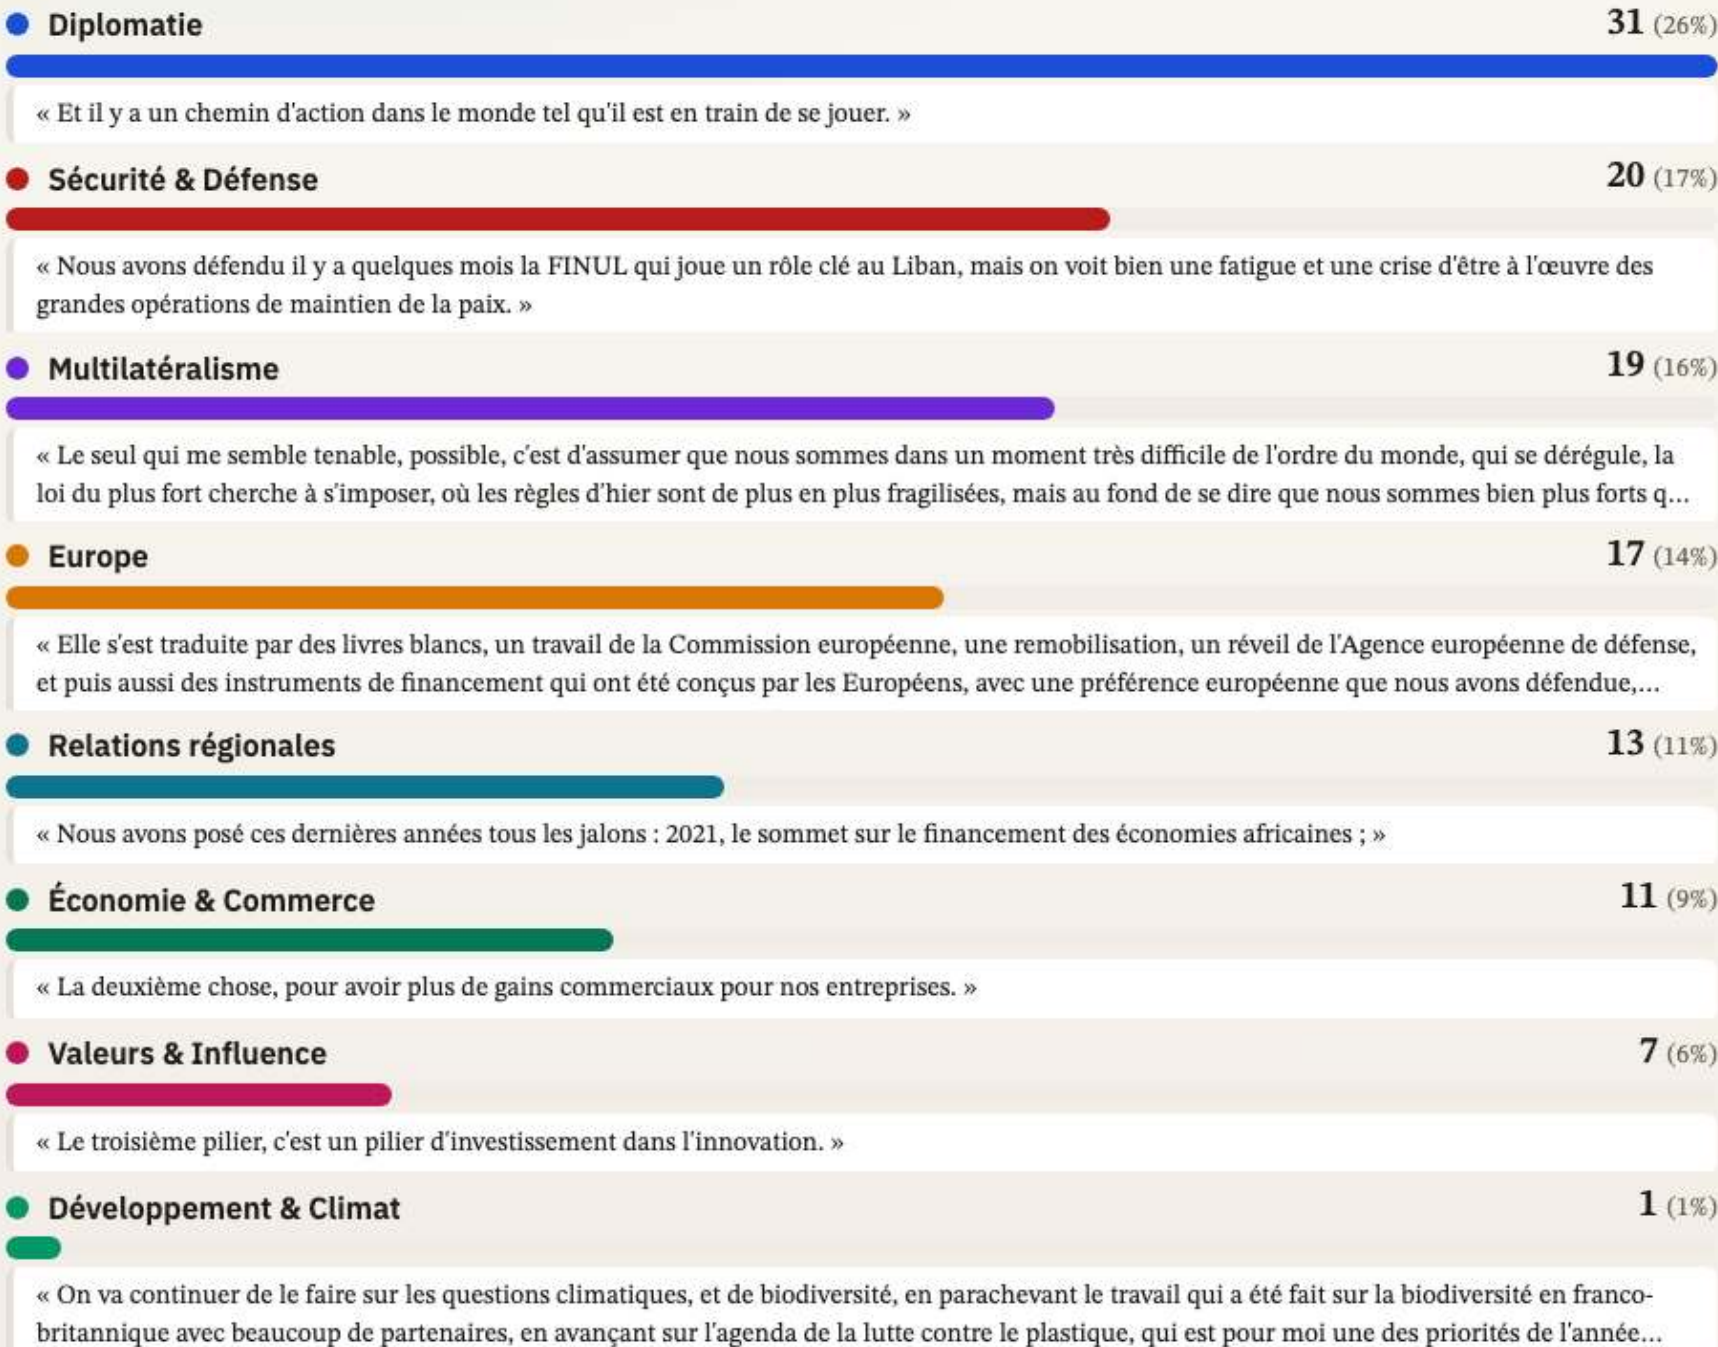 Diplomatie 31 (26%)
« Et il y a un chemin d'action dans le monde tel qu'il est en train de se jouer. »
Sécurité & Défense 20 (17%)
« Nous avons défendu il y a quelques mois la FINUL qui joue un rôle clé au Liban, mais on voit bien une fatigue et une crise d'être à l'œuvre des
grandes opérations de maintien de la paix. »
Multilatéralisme 19 (16%)
« Le seul qui me semble tenable, possible, c'est d'assumer que nous sommes dans un moment très difficile de l'ordre du monde, qui se dérégule, la
loi du plus fort cherche à s'imposer, où les règles d'hier sont de plus en plus fragilisées, mais au fond de se dire que nous sommes bien plus forts q...
Europe 17 (14%)
« Elle s'est traduite par des livres blancs, un travail de la Commission européenne, une remobilisation, un réveil de l'Agence européenne de défense,
et puis aussi des instruments de financement qui ont été conçus par les Européens, avec une préférence européenne que nous avons défendue,...
Relations régionales 13 (11%)
« Nous avons posé ces dernières années tous les jalons : 2021, le sommet sur le financement des économies africaines ; »
Économie & Commerce 11 (9%)
« La deuxième chose, pour avoir plus de gains commerciaux pour nos entreprises. »
Valeurs & Influence 7 (6%)
« Le troisième pilier, c'est un pilier d'investissement dans l'innovation. »
Développement & Climat 1 (1%)
« On va continuer de le faire sur les questions climatiques, et de biodiversité, en parachevant le travail qui a été fait sur la biodiversité en franco-
britannique avec beaucoup de partenaires, en avançant sur l'agenda de la lutte contre le plastique, qui est pour moi une des priorités de l'année...